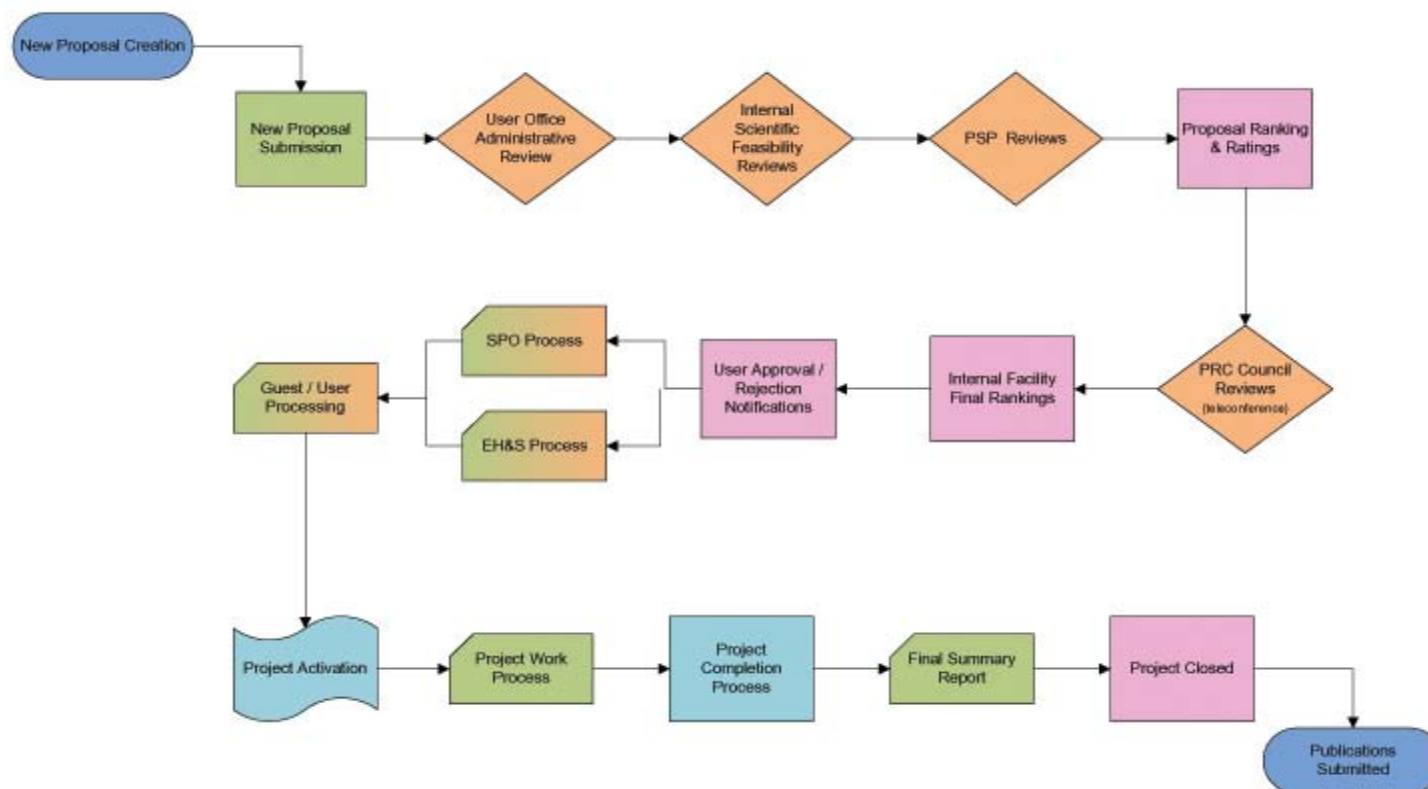 New Proposal Creation
New Proposal
Submission
User Office
Administrative
Review
Internal
Scientific
Feasibility
Reviews
PSP Reviews
Proposal Ranking
& Ratings
SPO Process
Guest / User
Processing
EH&S Process
User Approval /
Rejection
Notifications
Internal Facility
Final Rankings
PRC Council
Reviews
(teleconference)
Project Activation
Project Work
Process
Project
Completion
Process
Final Summary
Report
Project Closed
Publications
Submitted